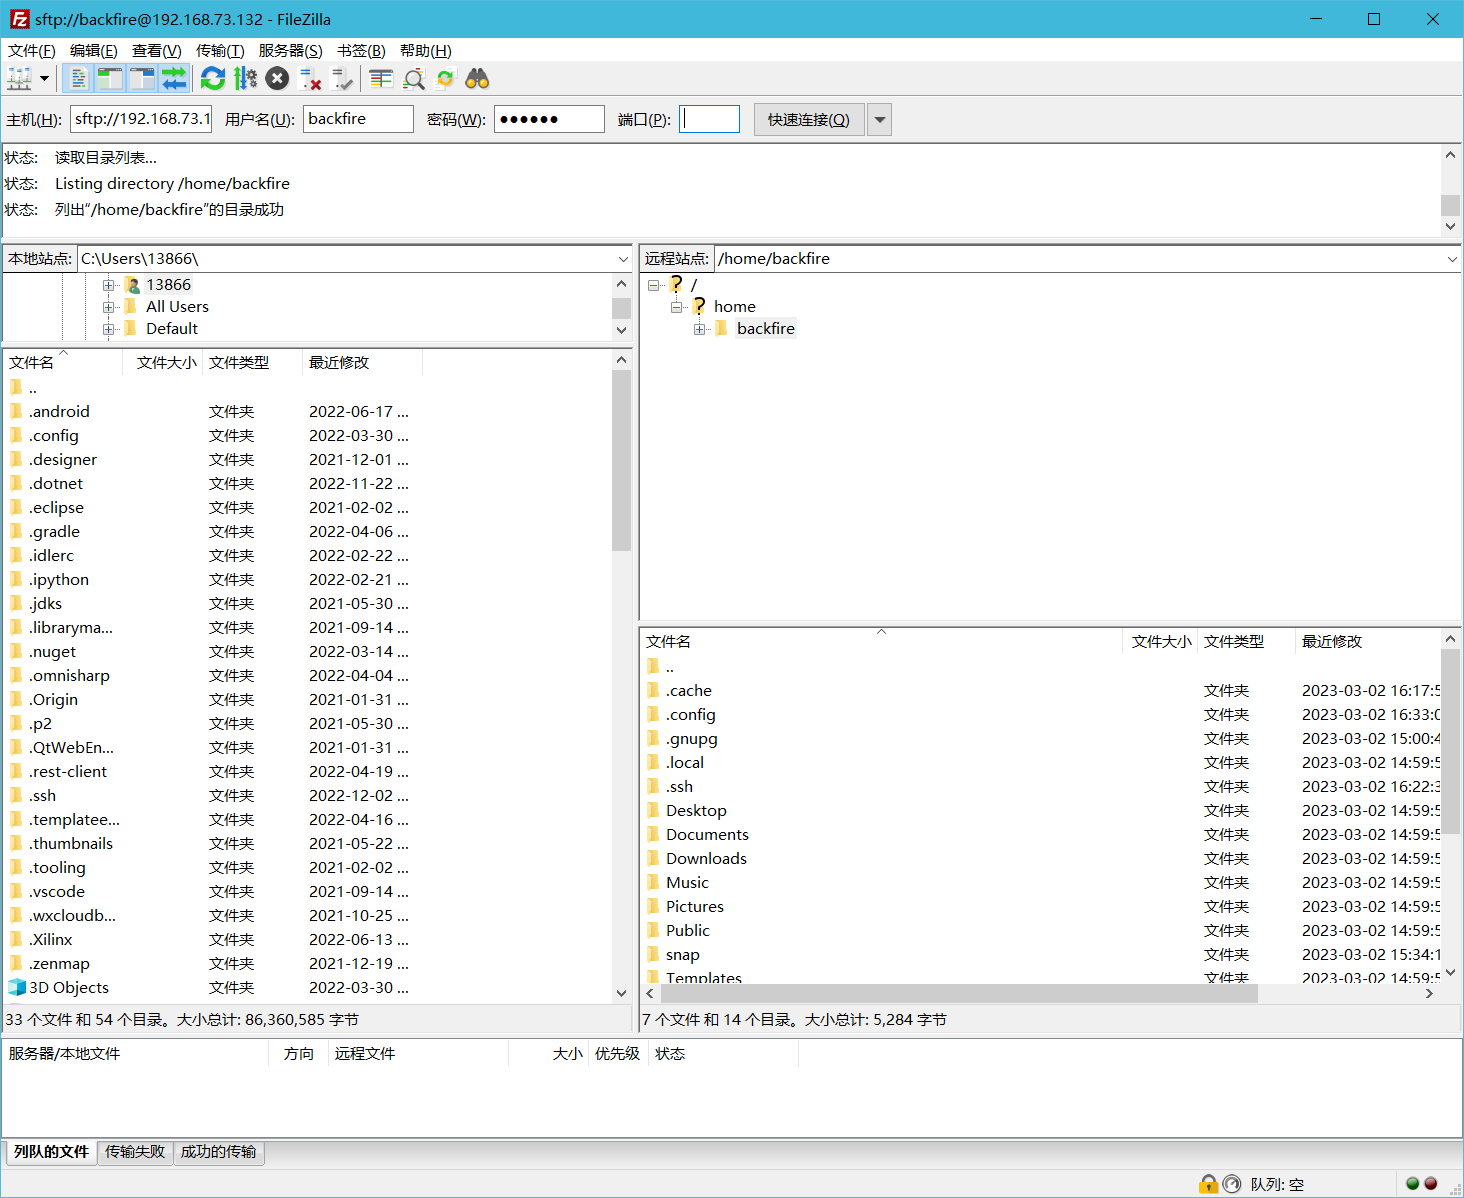 sftp://backfire@192.168.73.132 - FileZilla
文件(F) 编辑(E) 查看(V) 传输(T) 服务器(S) 书签(B) 帮助(H)
主机(H): sftp://192.168.73.1 用户名(U): backfire 密码(W): ●●●●●● 端口(P): 快速连接(Q)
状态: 读取目录列表...
状态: Listing directory /home/backfire
状态: 列出“/home/backfire”的目录成功
本地站点: C:\Users\13866\
13866
All Users
Default
文件名 文件大小 文件类型 最近修改
..
.android 文件夹 2022-06-17 ...
.config 文件夹 2022-03-30 ...
.designer 文件夹 2021-12-01 ...
.dotnet 文件夹 2022-11-22 ...
.eclipse 文件夹 2021-02-02 ...
.gradle 文件夹 2022-04-06 ...
.idlerc 文件夹 2022-02-22 ...
.ipython 文件夹 2022-02-21 ...
.jdks 文件夹 2021-05-30 ...
.libraryma... 文件夹 2021-09-14 ...
.nuget 文件夹 2022-03-14 ...
.omnisharp 文件夹 2022-04-04 ...
.Origin 文件夹 2021-01-31 ...
.p2 文件夹 2021-05-30 ...
.QtWebEn... 文件夹 2021-01-31 ...
.rest-client 文件夹 2022-04-19 ...
.ssh 文件夹 2022-12-02 ...
.templatee... 文件夹 2022-04-16 ...
.thumbnails 文件夹 2021-05-22 ...
.tooling 文件夹 2021-02-02 ...
.vscode 文件夹 2021-09-14 ...
.wxcloudb... 文件夹 2021-10-25 ...
.Xilinx 文件夹 2022-06-13 ...
.zenmap 文件夹 2021-12-19 ...
3D Objects 文件夹 2022-03-30 ...
33 个文件 和 54 个目录。大小总计: 86,360,585 字节
远程站点: /home/backfire
/
home
backfire
文件名 文件大小 文件类型 最近修改
..
.cache 文件夹 2023-03-02 16:17:5
.config 文件夹 2023-03-02 16:33:0
.gnupg 文件夹 2023-03-02 15:00:4
.local 文件夹 2023-03-02 14:59:5
.ssh 文件夹 2023-03-02 16:22:3
Desktop 文件夹 2023-03-02 14:59:5
Documents 文件夹 2023-03-02 14:59:5
Downloads 文件夹 2023-03-02 14:59:5
Music 文件夹 2023-03-02 14:59:5
Pictures 文件夹 2023-03-02 14:59:5
Public 文件夹 2023-03-02 14:59:5
snap 文件夹 2023-03-02 15:34:1
Templates 文件夹 2023-03-02 14:59:5
7 个文件 和 14 个目录。大小总计: 5,284 字节
服务器/本地文件 方向 远程文件 大小 优先级 状态
列队的文件 传输失败 成功的传输
队列: 空